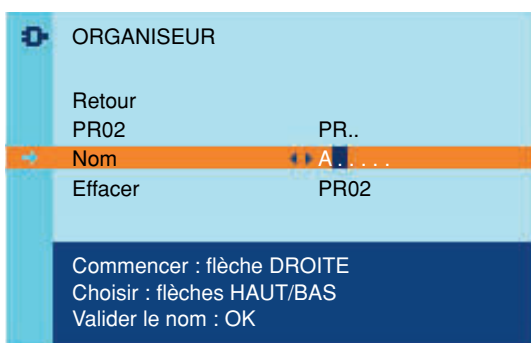 ORGANISEUR
Retour
PR02 PR..
Nom A.....
Effacer PR02
Commencer : flèche DROITE
Choisir : flèches HAUT/BAS
Valider le nom : OK